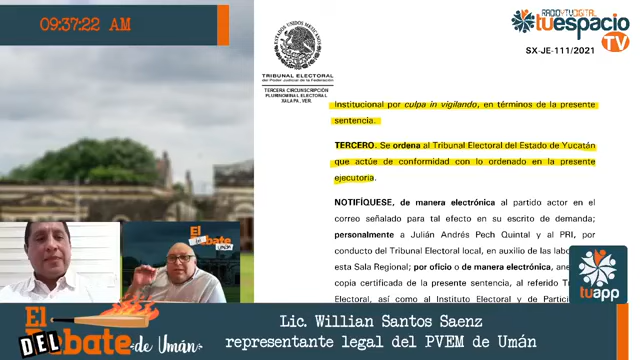 09:37:22 AM
RADIO Y TV DIGITAL
tuespacio
TV
SX-JE-111/2021
ESTADOS UNIDOS MEXICANOS
TRIBUNAL ELECTORAL
del Poder Judicial de la Federación
TERCERA CIRCUNSCRIPCIÓN
PLURINOMINAL ELECTORAL
XALAPA, VER.
Institucional por culpa in vigilando, en términos de la presente
sentencia.
TERCERO. Se ordena al Tribunal Electoral del Estado de Yucatán
que actúe de conformidad con lo ordenado en la presente
ejecutoria.
NOTIFÍQUESE, de manera electrónica al partido actor en el
correo señalado para tal efecto en su escrito de demanda;
personalmente a Julián Andrés Pech Quintal y al PRI, por
conducto del Tribunal Electoral local, en auxilio de las labo
esta Sala Regional; por oficio o de manera electrónica, ane
copia certificada de la presente sentencia, al referido Tri
Electoral, así como al Instituto Electoral y de Particip
El
Debate
UMÁN
tuapp
El
DEL
Debate
«de Umán»
Lic. Willian Santos Saenz
representante legal del PVEM de Umán